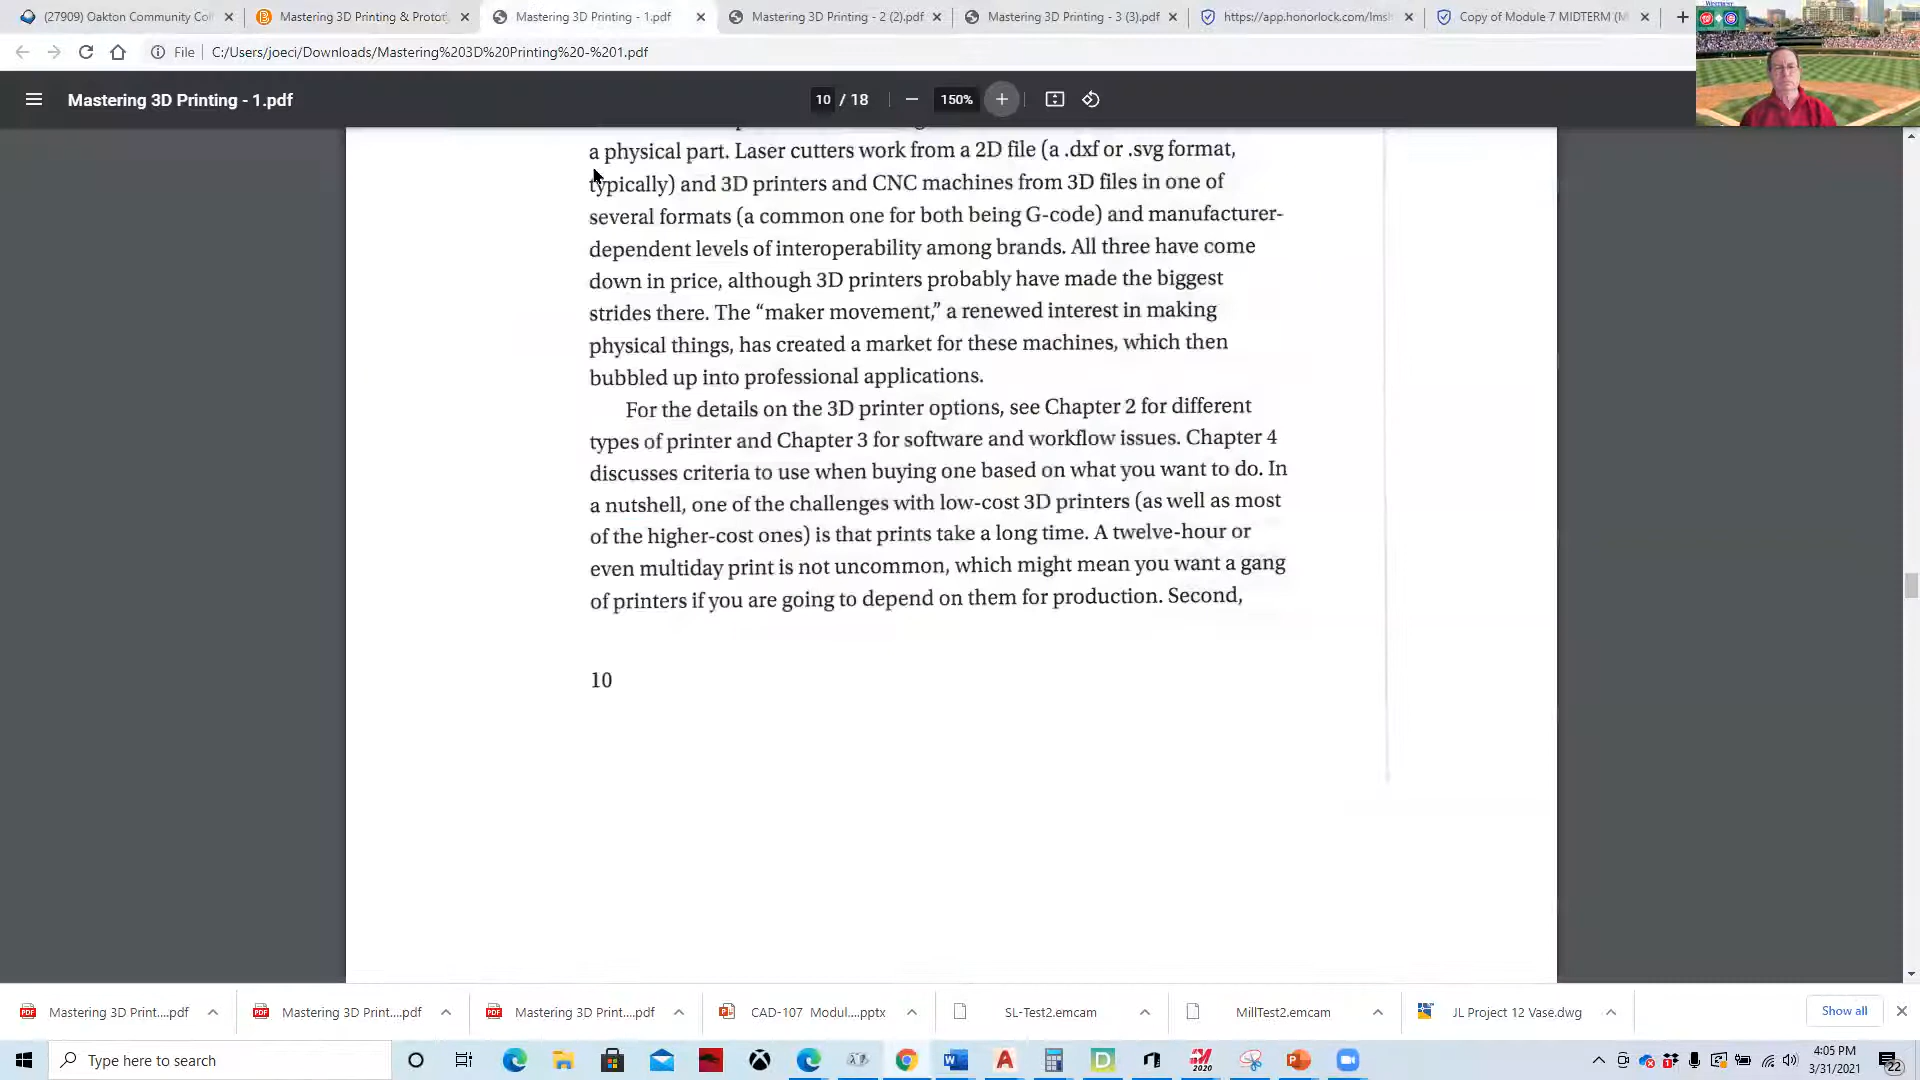 (27909) Oakton Community Col
Mastering 3D Printing & Prototy
Mastering 3D Printing - 1.pdf
Mastering 3D Printing - 2 (2).pdf
Mastering 3D Printing - 3 (3).pdf
https://app.honorlock.com/lmsh
Copy of Module 7 MIDTERM (M
File
C:/Users/joeci/Downloads/Mastering%203D%20Printing%20-%201.pdf
Mastering 3D Printing - 1.pdf
10 / 18
150%
a physical part. Laser cutters work from a 2D file (a .dxf or .svg format,
typically) and 3D printers and CNC machines from 3D files in one of
several formats (a common one for both being G-code) and manufacturer-
dependent levels of interoperability among brands. All three have come
down in price, although 3D printers probably have made the biggest
strides there. The “maker movement,” a renewed interest in making
physical things, has created a market for these machines, which then
bubbled up into professional applications.
For the details on the 3D printer options, see Chapter 2 for different
types of printer and Chapter 3 for software and workflow issues. Chapter 4
discusses criteria to use when buying one based on what you want to do. In
a nutshell, one of the challenges with low-cost 3D printers (as well as most
of the higher-cost ones) is that prints take a long time. A twelve-hour or
even multiday print is not uncommon, which might mean you want a gang
of printers if you are going to depend on them for production. Second,
10
Mastering 3D Print....pdf
Mastering 3D Print....pdf
Mastering 3D Print....pdf
CAD-107 Modul....pptx
SL-Test2.emcam
MillTest2.emcam
JL Project 12 Vase.dwg
Show all
Type here to search
2020
4:05 PM
3/31/2021
22